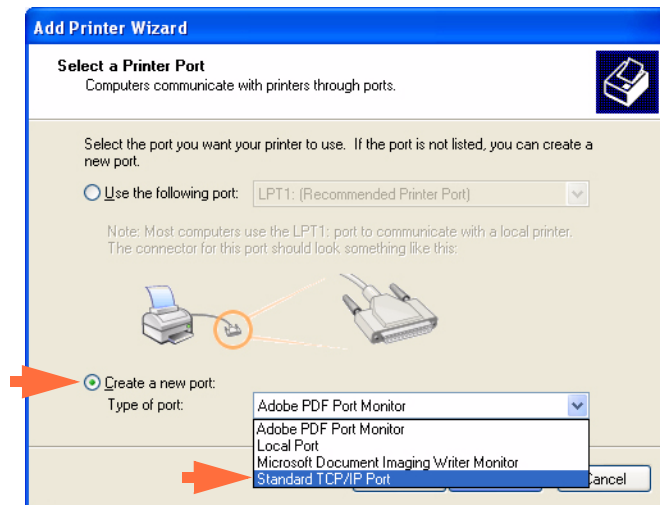 Add Printer Wizard
Select a Printer Port
Computers communicate with printers through ports.
Select the port you want your printer to use. If the port is not listed, you can create a
new port.
Use the following port: LPT1: (Recommended Printer Port)
Note: Most computers use the LPT1: port to communicate with a local printer.
The connector for this port should look something like this:
Create a new port:
Type of port: Adobe PDF Port Monitor
Adobe PDF Port Monitor
Local Port
Microsoft Document Imaging Writer Monitor
Standard TCP/IP Port
Cancel